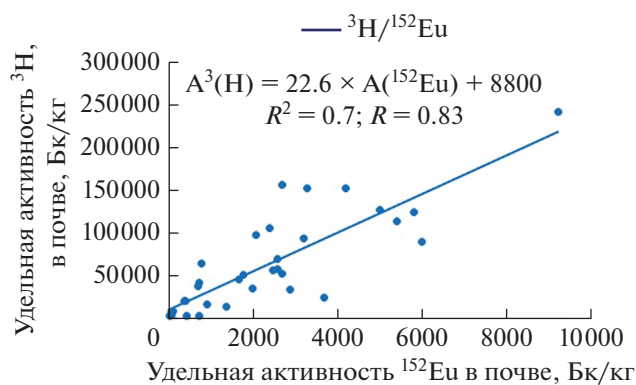 ³H/¹⁵²Eu
A³(H) = 22.6 × A(¹⁵²Eu) + 8800
R² = 0.7; R = 0.83
Удельная активность ³H,
в почве, Бк/кг
300000
250000
200000
150000
100000
50000
0
2000
4000
6000
8000
10000
Удельная активность ¹⁵²Eu в почве, Бк/кг